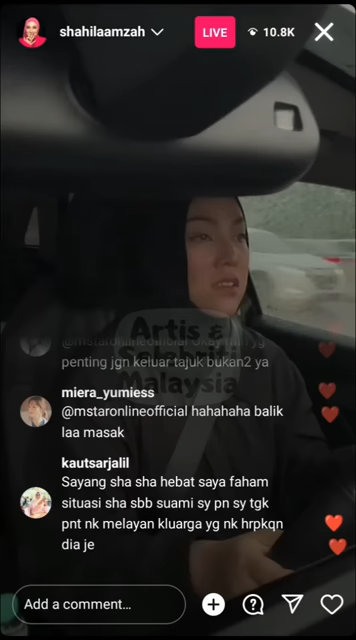 shahilaamzah
LIVE
10.8K
Artis &
Selebriti
Malaysia
penting jgn keluar tajuk bukan2 ya
miera_yumiess
@mstaronlineofficial hahahaha balik
laa masak
kautsarjalil
Sayang sha sha hebat saya faham
situasi sha sbb suami sy pn sy tgk
pnt nk melayan kluarga yg nk hrpkqn
dia je
Add a comment...